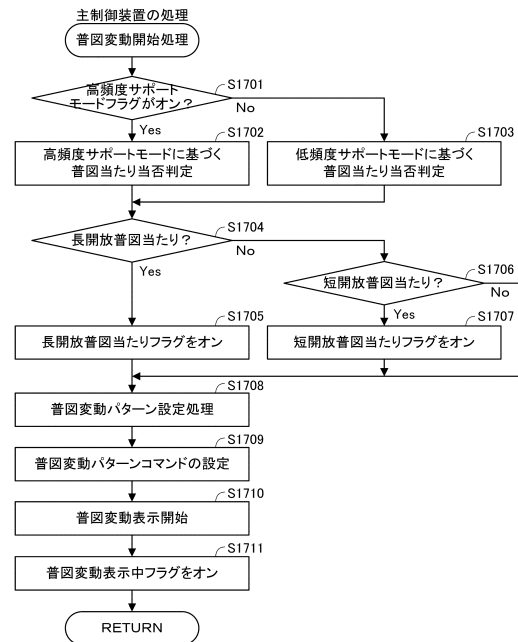 主制御装置の処理
普図変動開始処理
S1701
高頻度サポート
モードフラグがオン？
No
Yes
S1702
S1703
高頻度サポートモードに基づく
普図当たり当否判定
低頻度サポートモードに基づく
普図当たり当否判定
S1704
長開放普図当たり？
No
Yes
S1706
短開放普図当たり？
No
Yes
S1705
S1707
長開放普図当たりフラグをオン
短開放普図当たりフラグをオン
S1708
普図変動パターン設定処理
S1709
普図変動パターンコマンドの設定
S1710
普図変動表示開始
S1711
普図変動表示中フラグをオン
RETURN